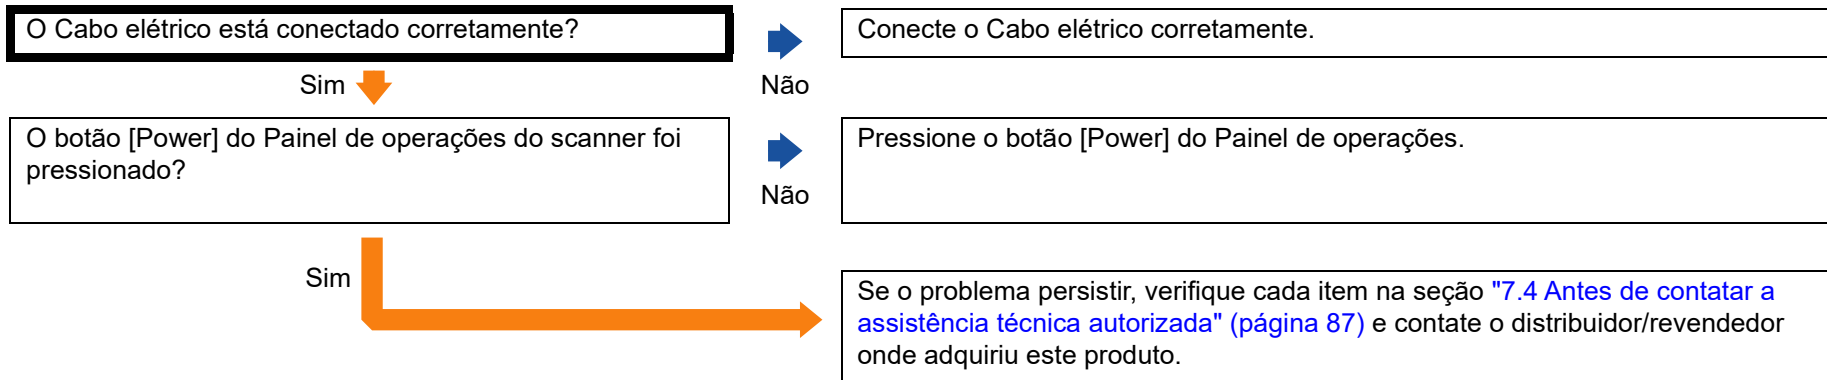 O Cabo elétrico está conectado corretamente?
Conecte o Cabo elétrico corretamente.
Sim
Não
O botão [Power] do Painel de operações do scanner foi
pressionado?
Pressione o botão [Power] do Painel de operações.
Não
Sim
Se o problema persistir, verifique cada item na seção "7.4 Antes de contatar a
assistência técnica autorizada" (página 87) e contate o distribuidor/revendedor
onde adquiriu este produto.